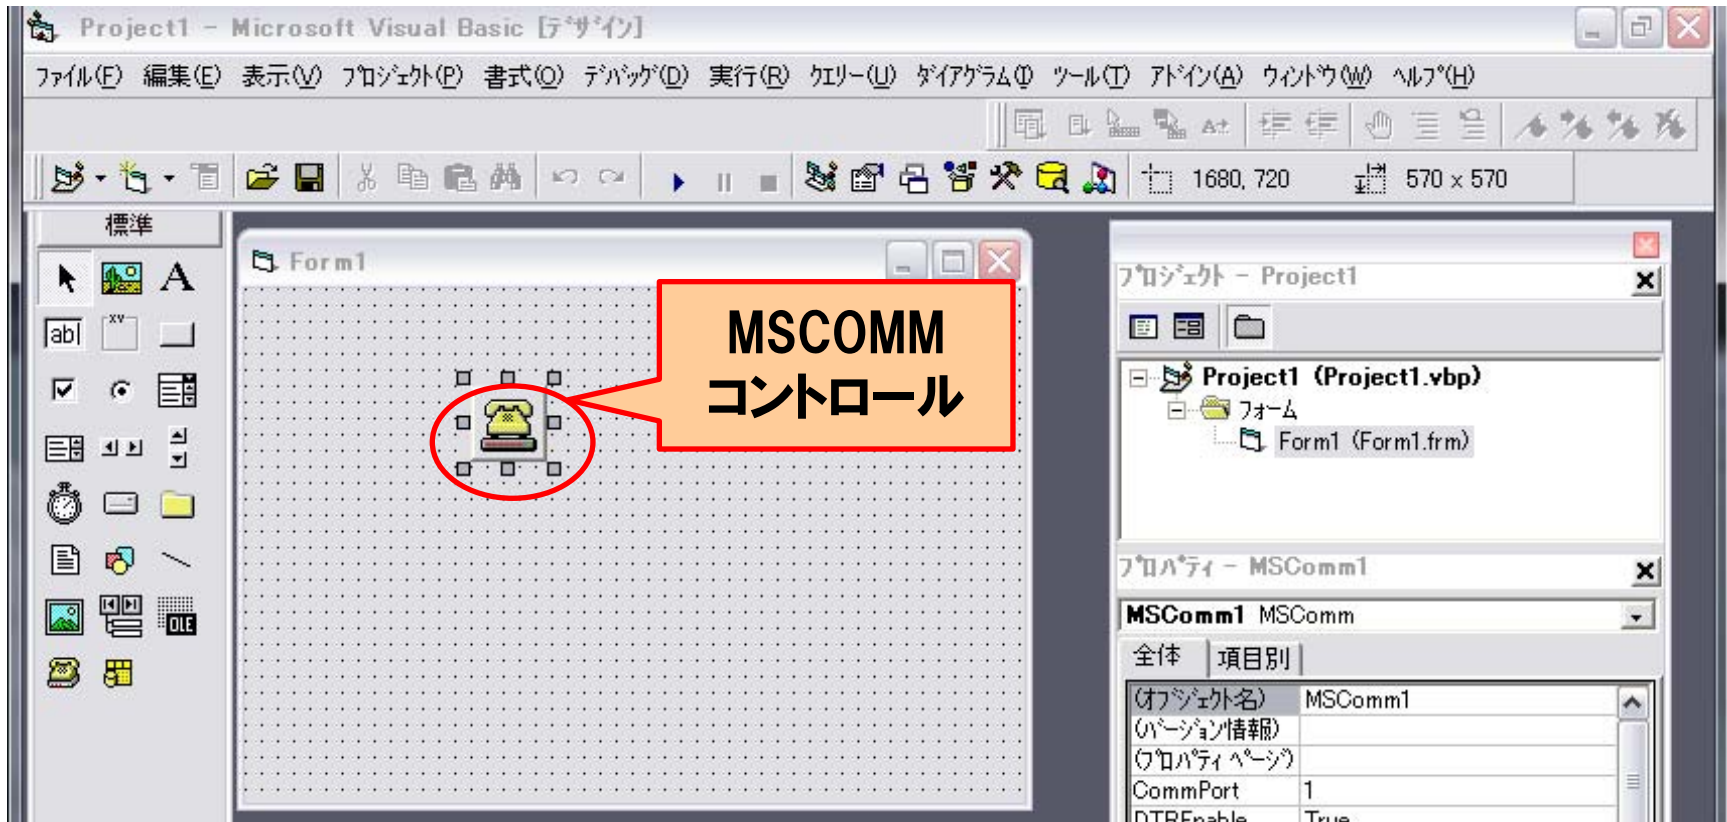 Project1 - Microsoft Visual Basic [ﾃﾞｻﾞｲﾝ]
ﾌｧｲﾙ(F) 編集(E) 表示(V) ﾌﾟﾛｼﾞｪｸﾄ(P) 書式(O) ﾃﾞﾊﾞｯｸﾞ(D) 実行(R) ｸｴﾘｰ(U) ﾀﾞｲｱｸﾞﾗﾑ(I) ﾂｰﾙ(T) ｱﾄﾞｲﾝ(A) ｳｨﾝﾄﾞｳ(W) ﾍﾙﾌﾟ(H)
1680, 720 570 x 570
標準
A
abl
XY
OLE
Form1
MSCOMM
コントロール
ﾌﾟﾛｼﾞｪｸﾄ - Project1
Project1 (Project1.vbp)
ﾌｫｰﾑ
Form1 (Form1.frm)
ﾌﾟﾛﾊﾟﾃｨ - MSComm1
MSComm1 MSComm
全体 項目別
(ｵﾌﾞｼﾞｪｸﾄ名) MSComm1
(ﾊﾞｰｼﾞｮﾝ情報)
(ﾌﾟﾛﾊﾟﾃｨ ﾍﾟｰｼﾞ)
CommPort 1
DTREnable True